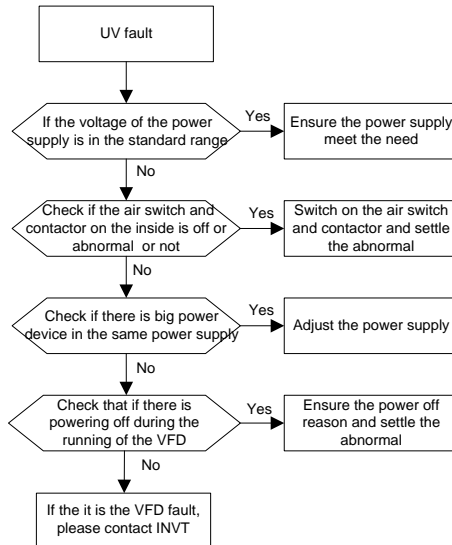 UV fault
If the voltage of the power
supply is in the standard range
Yes
Ensure the power supply
meet the need
No
Check if the air switch and
contactor on the inside is off or
abnormal or not
Yes
Switch on the air switch
and contactor and settle
the abnormal
No
Check if there is big power
device in the same power supply
Yes
Adjust the power supply
No
Check that if there is
powering off during the
running of the VFD
Yes
Ensure the power off
reason and settle the
abnormal
No
If the it is the VFD fault,
please contact INVT